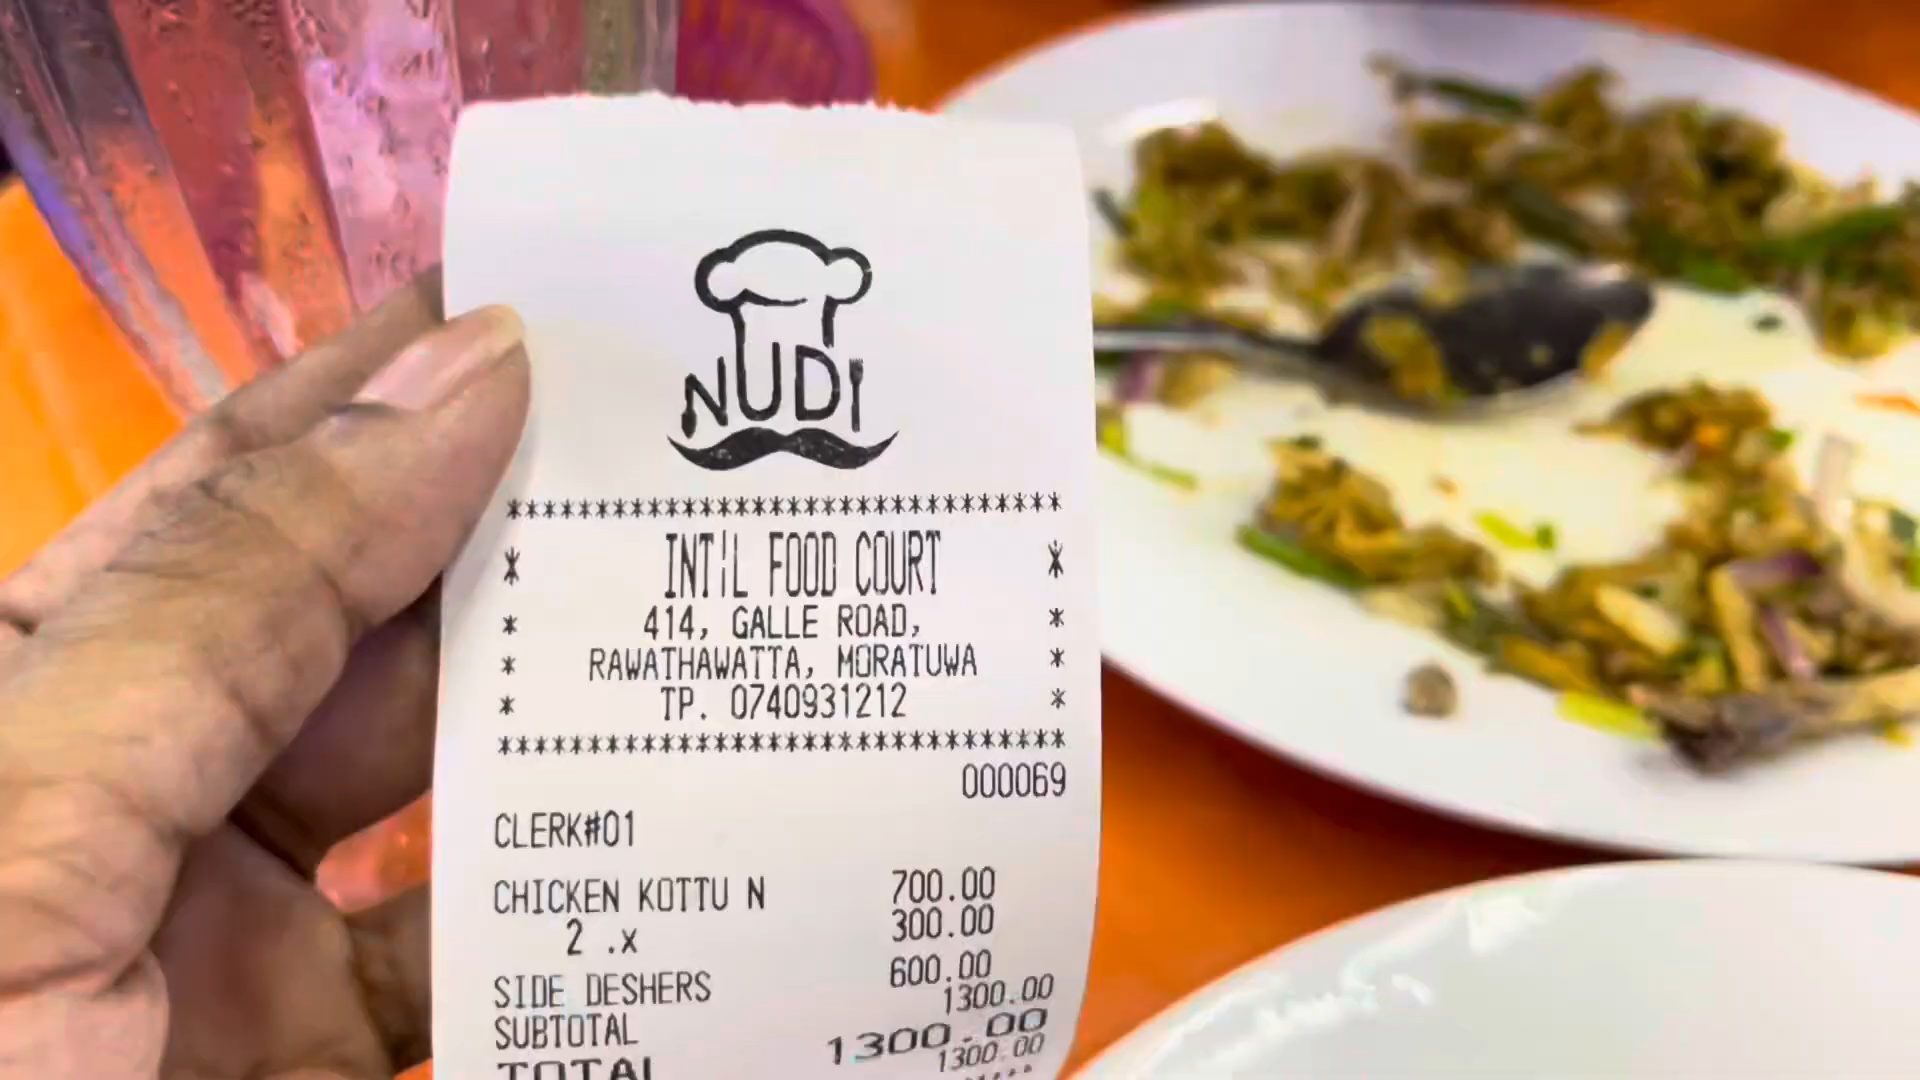 NUDI
*******************************
* INT'L FOOD COURT *
* 414, GALLE ROAD, *
* RAWATHAWATTA, MORATUWA *
* TP. 0740931212 *
********************************
000069
CLERK#01
CHICKEN KOTTU N 700.00
2 .x 300.00
SIDE DESHERS 600.00
SUBTOTAL 1300.00
TOTAL 1300.00
1300.00